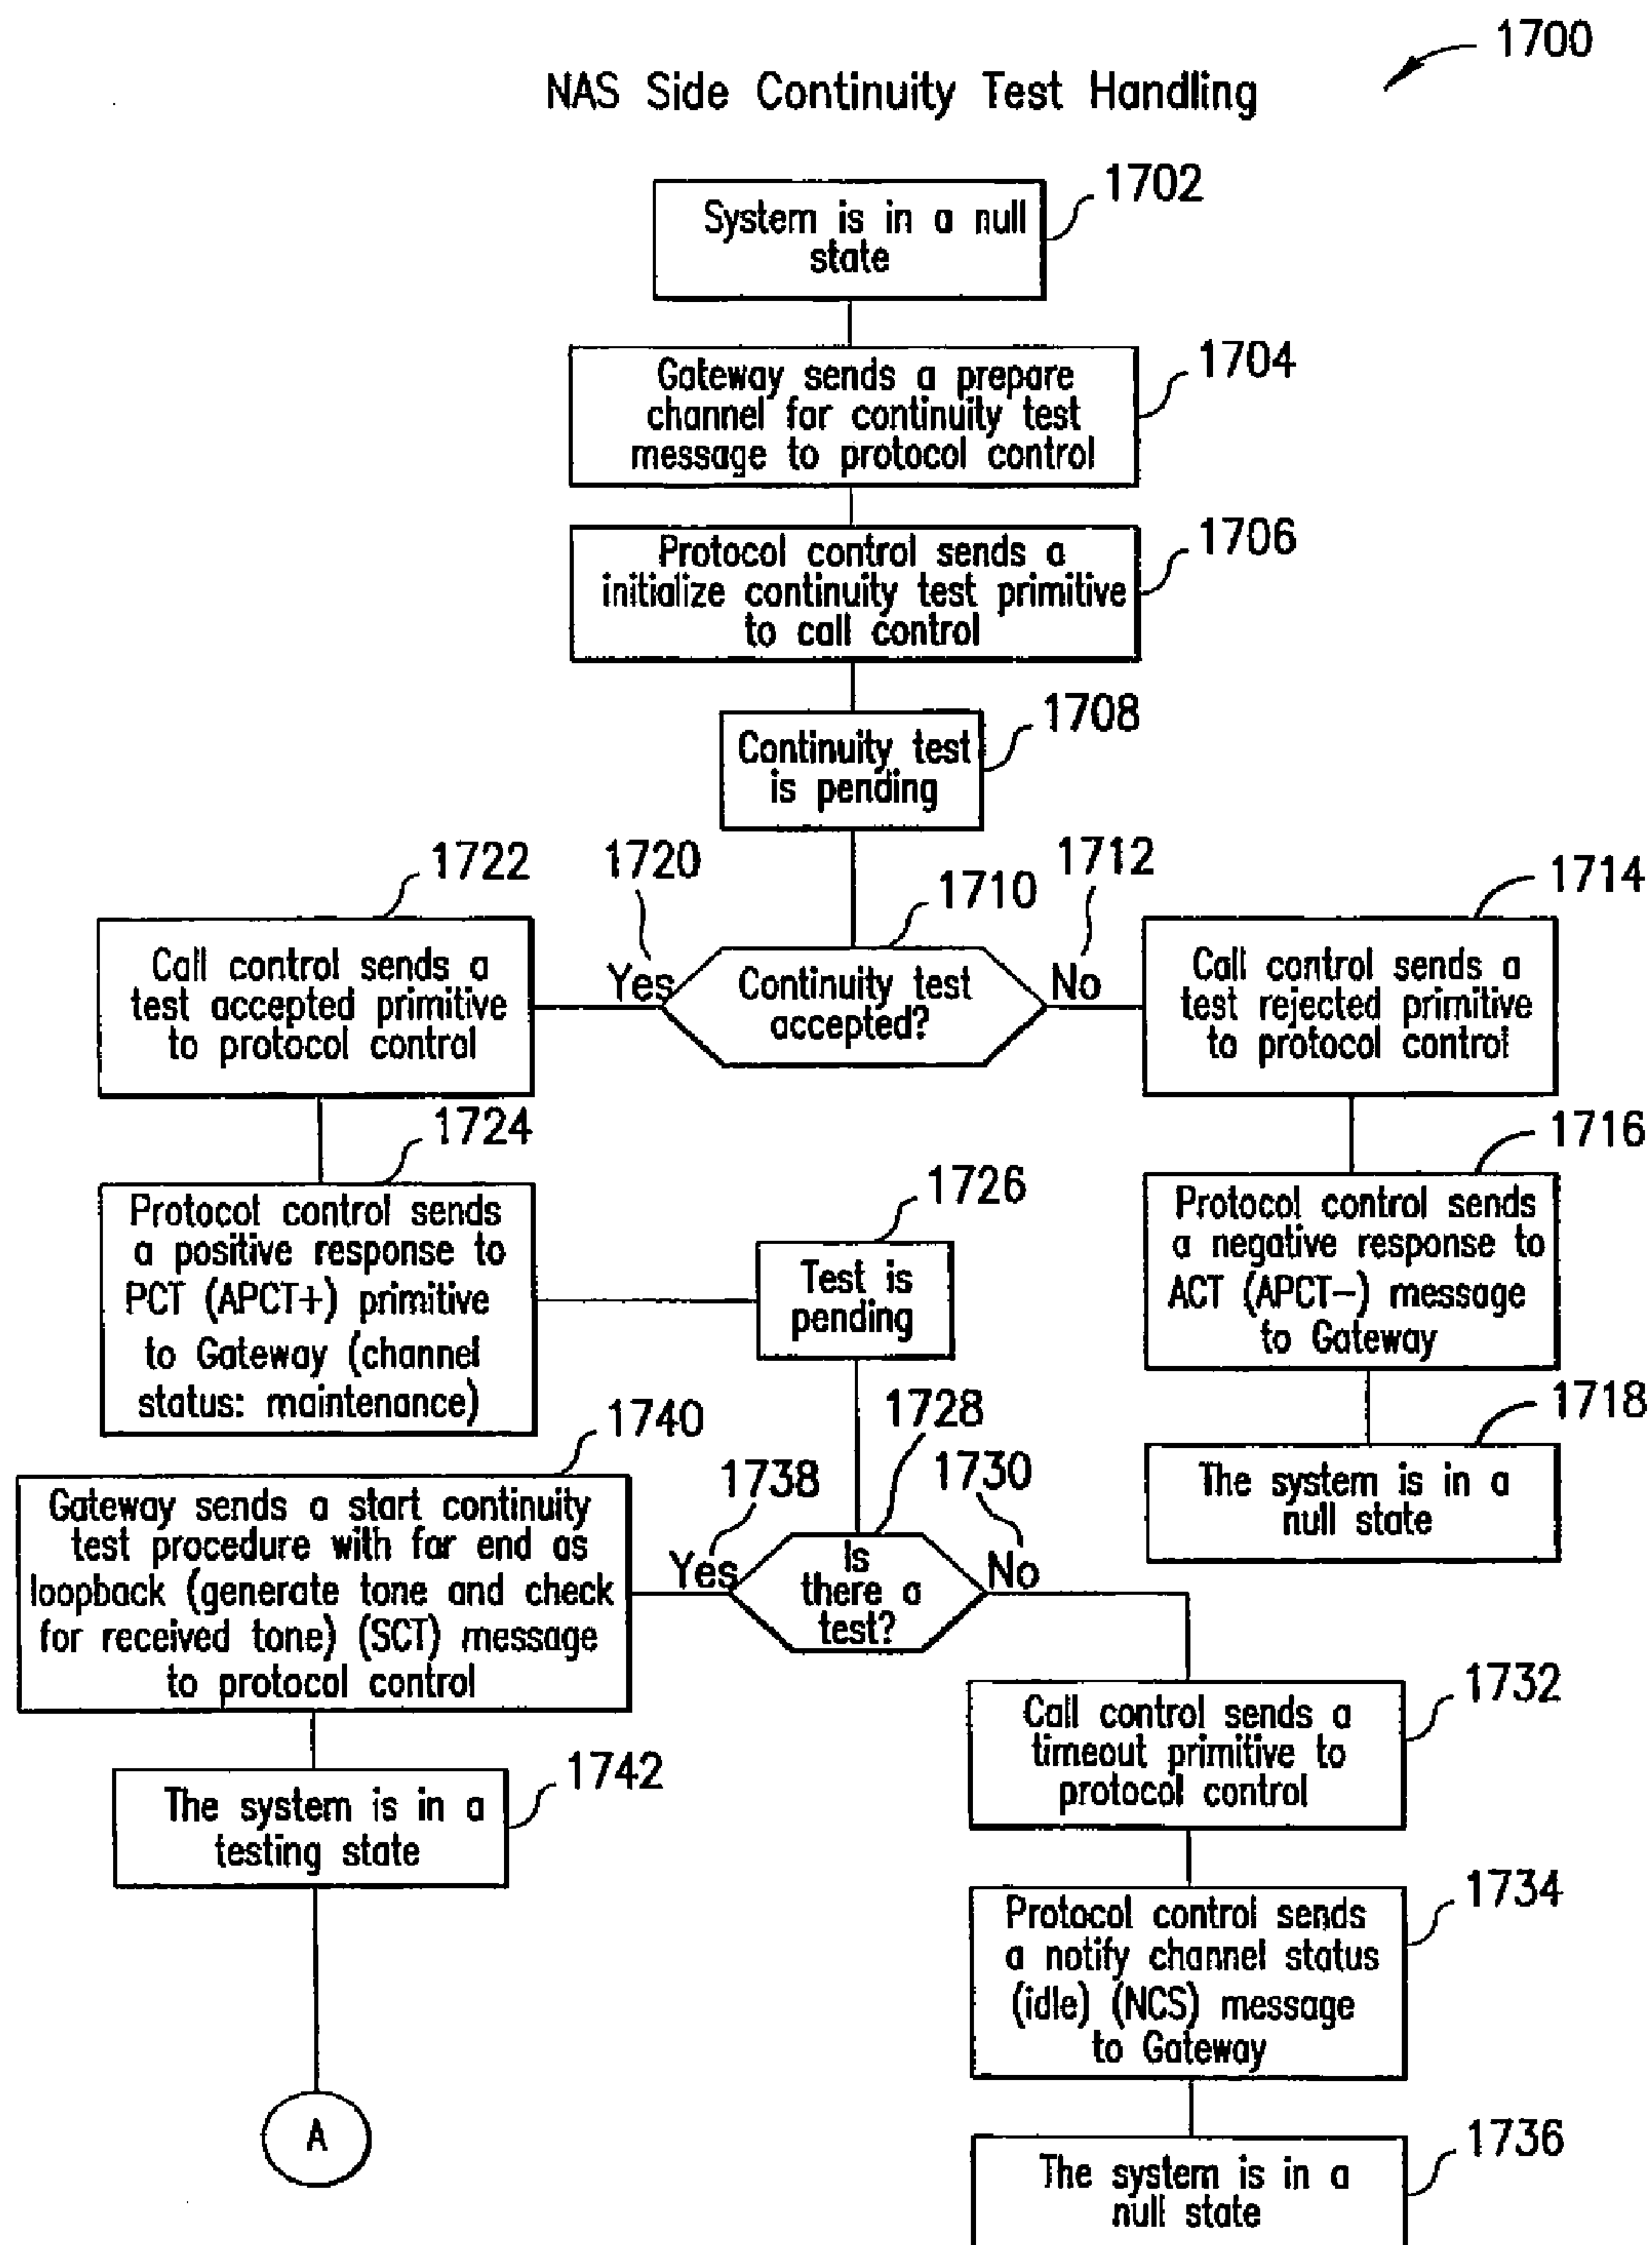 1700
NAS Side Continuity Test Handling
1702
System is in a null
state
1704
Gateway sends a prepare
channel for continuity test
message to protocol control
1706
Protocol control sends a
initialize continuity test primitive
to call control
1708
Continuity test
is pending
1722
1720
1710
1712
1714
Call control sends a
test accepted primitive
to protocol control
Yes
Continuity test
accepted?
No
Call control sends a
test rejected primitive
to protocol control
1724
Protocol control sends
a positive response to
PCT (APCT+) primitive
to Gateway (channel
status: maintenance)
1726
Test is
pending
1716
Protocol control sends
a negative response to
ACT (APCT-) message
to Gateway
1718
The system is in a
null state
1740
1738
1728
1730
Gateway sends a start continuity
test procedure with far end as
loopback (generate tone and check
for received tone) (SCT) message
to protocol control
Yes
Is
there a
test?
No
1732
Call control sends a
timeout primitive to
protocol control
1742
The system is in a
testing state
1734
Protocol control sends
a notify channel status
(idle) (NCS) message
to Gateway
A
1736
The system is in a
null state